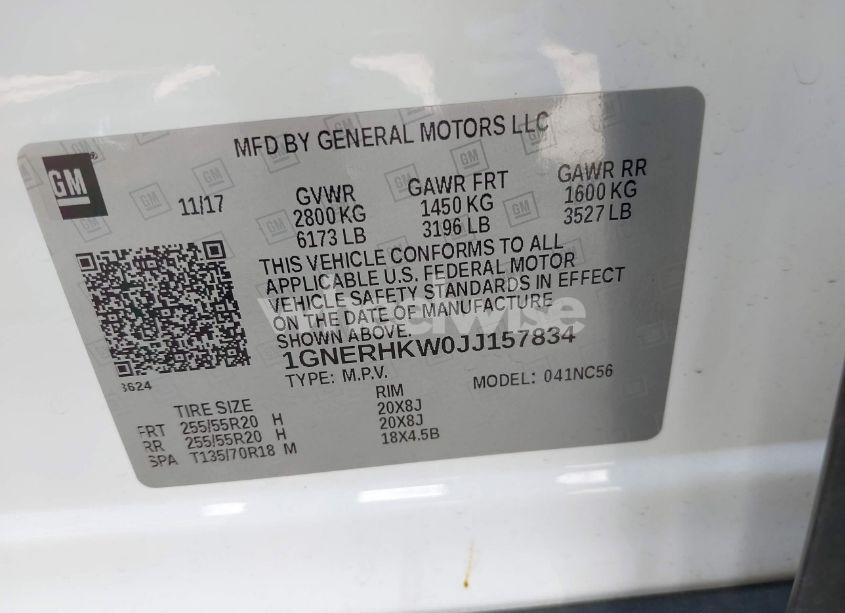 MFD BY GENERAL MOTORS LLC
GM
11/17
GVWR
2800 KG
6173 LB
GAWR FRT
1450 KG
3196 LB
GAWR RR
1600 KG
3527 LB
THIS VEHICLE CONFORMS TO ALL
APPLICABLE U.S. FEDERAL MOTOR
VEHICLE SAFETY STANDARDS IN EFFECT
ON THE DATE OF MANUFACTURE
SHOWN ABOVE.
1GNERHKW0JJ157834
TYPE: M.P.V.
MODEL: 041NC56
3624
TIRE SIZE RIM
FRT 255/55R20 H 20X8J
RR 255/55R20 H 20X8J
SPA T135/70R18 M 18X4.5B